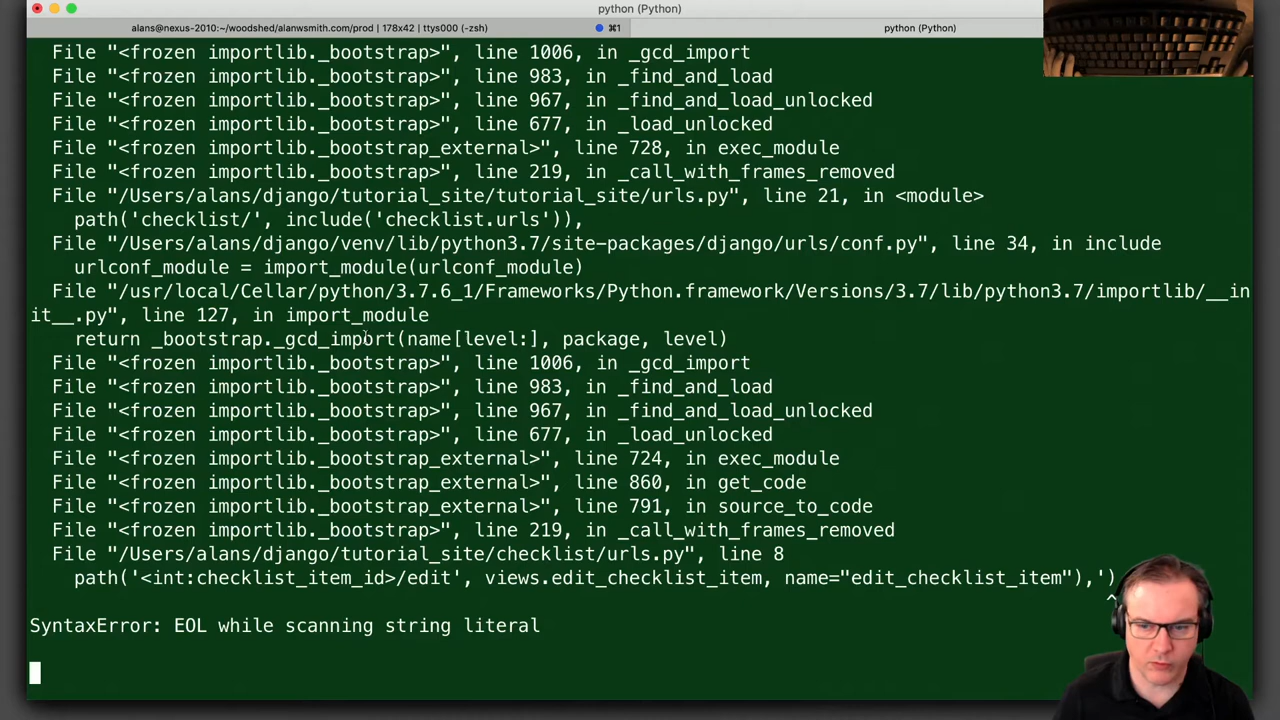 python (Python)
alans@nexus-2010:~/woodshed/alanwsmith.com/prod | 178x42 | ttys000 (-zsh)
⌘1
python (Python)
File "<frozen importlib._bootstrap>", line 1006, in _gcd_import
File "<frozen importlib._bootstrap>", line 983, in _find_and_load
File "<frozen importlib._bootstrap>", line 967, in _find_and_load_unlocked
File "<frozen importlib._bootstrap>", line 677, in _load_unlocked
File "<frozen importlib._bootstrap_external>", line 728, in exec_module
File "<frozen importlib._bootstrap>", line 219, in _call_with_frames_removed
File "/Users/alans/django/tutorial_site/tutorial_site/urls.py", line 21, in <module>
path('checklist/', include('checklist.urls')),
File "/Users/alans/django/venv/lib/python3.7/site-packages/django/urls/conf.py", line 34, in include
urlconf_module = import_module(urlconf_module)
File "/usr/local/Cellar/python/3.7.6_1/Frameworks/Python.framework/Versions/3.7/lib/python3.7/importlib/__in
it__.py", line 127, in import_module
return _bootstrap._gcd_import(name[level:], package, level)
File "<frozen importlib._bootstrap>", line 1006, in _gcd_import
File "<frozen importlib._bootstrap>", line 983, in _find_and_load
File "<frozen importlib._bootstrap>", line 967, in _find_and_load_unlocked
File "<frozen importlib._bootstrap>", line 677, in _load_unlocked
File "<frozen importlib._bootstrap_external>", line 724, in exec_module
File "<frozen importlib._bootstrap_external>", line 860, in get_code
File "<frozen importlib._bootstrap_external>", line 791, in source_to_code
File "<frozen importlib._bootstrap>", line 219, in _call_with_frames_removed
File "/Users/alans/django/tutorial_site/checklist/urls.py", line 8
path('<int:checklist_item_id>/edit', views.edit_checklist_item, name="edit_checklist_item"),')
^
SyntaxError: EOL while scanning string literal